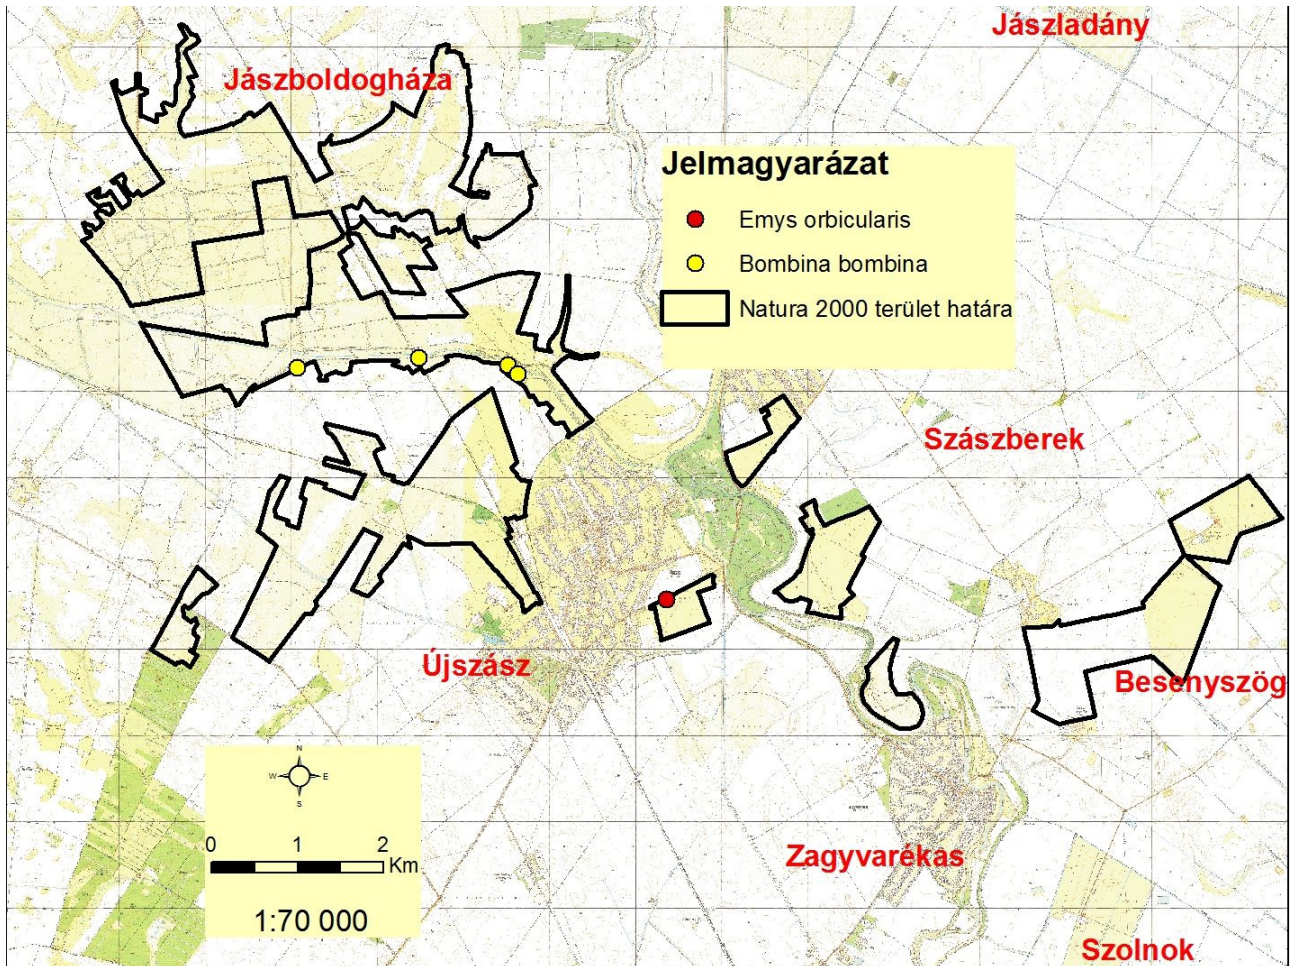 Jászladány
Jászboldogháza
Jelmagyarázat
Emys orbicularis
Bombina bombina
Natura 2000 terület határa
Szászberek
Újszász
Besenyszög
N
W E
S
0 1 2
Km
1:70 000
Zagyvarékas
Szolnok